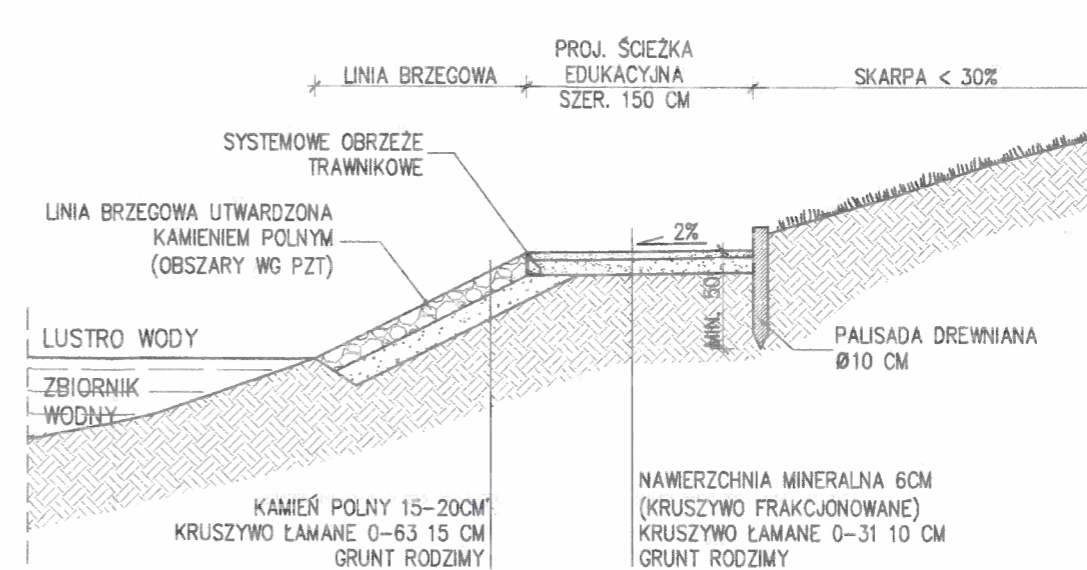 LINIA BRZEGOWA
PROJ. ŚCIEŻKA
EDUKACYJNA
SZER. 150 CM
SKARPA < 30%
SYSTEMOWE OBRZEŻE
TRAWNIKOWE
LINIA BRZEGOWA UTWARDZONA
KAMIENIEM POLNYM
(OBSZARY WG PZT)
2%
MIN. 50
LUSTRO WODY
ZBIORNIK
WODNY
PALISADA DREWNIANA
Ø10 CM
KAMIEŃ POLNY 15-20CM
KRUSZYWO ŁAMANE 0-63 15 CM
GRUNT RODZIMY
NAWIERZCHNIA MINERALNA 6CM
(KRUSZYWO FRAKCJONOWANE)
KRUSZYWO ŁAMANE 0-31 10 CM
GRUNT RODZIMY